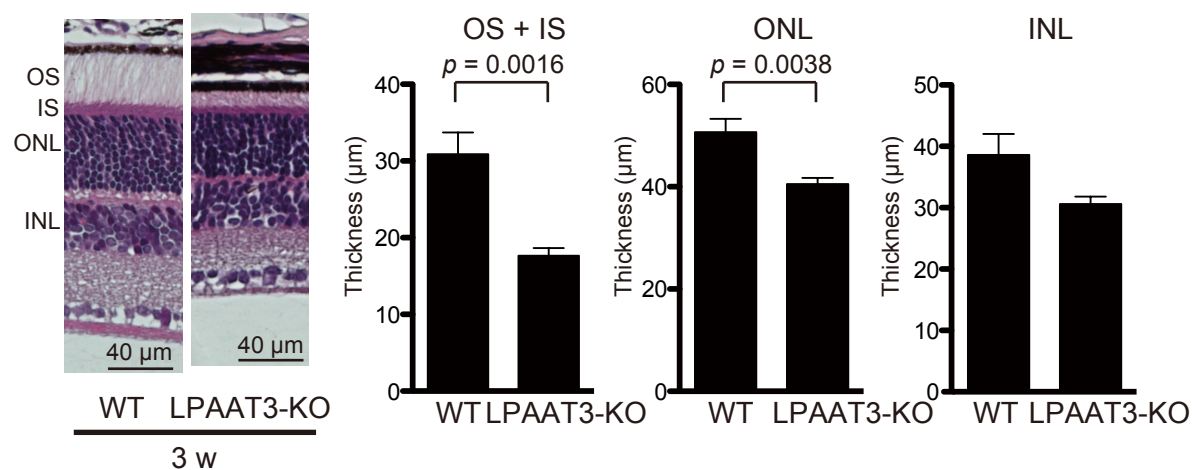 OS
IS
ONL
INL
40 µm
40 µm
WT LPAAT3-KO
3 w
OS + IS
p = 0.0016
Thickness (µm)
40
30
20
10
0
WT LPAAT3-KO
ONL
p = 0.0038
Thickness (µm)
60
40
20
0
WT LPAAT3-KO
INL
Thickness (µm)
50
40
30
20
10
0
WT LPAAT3-KO